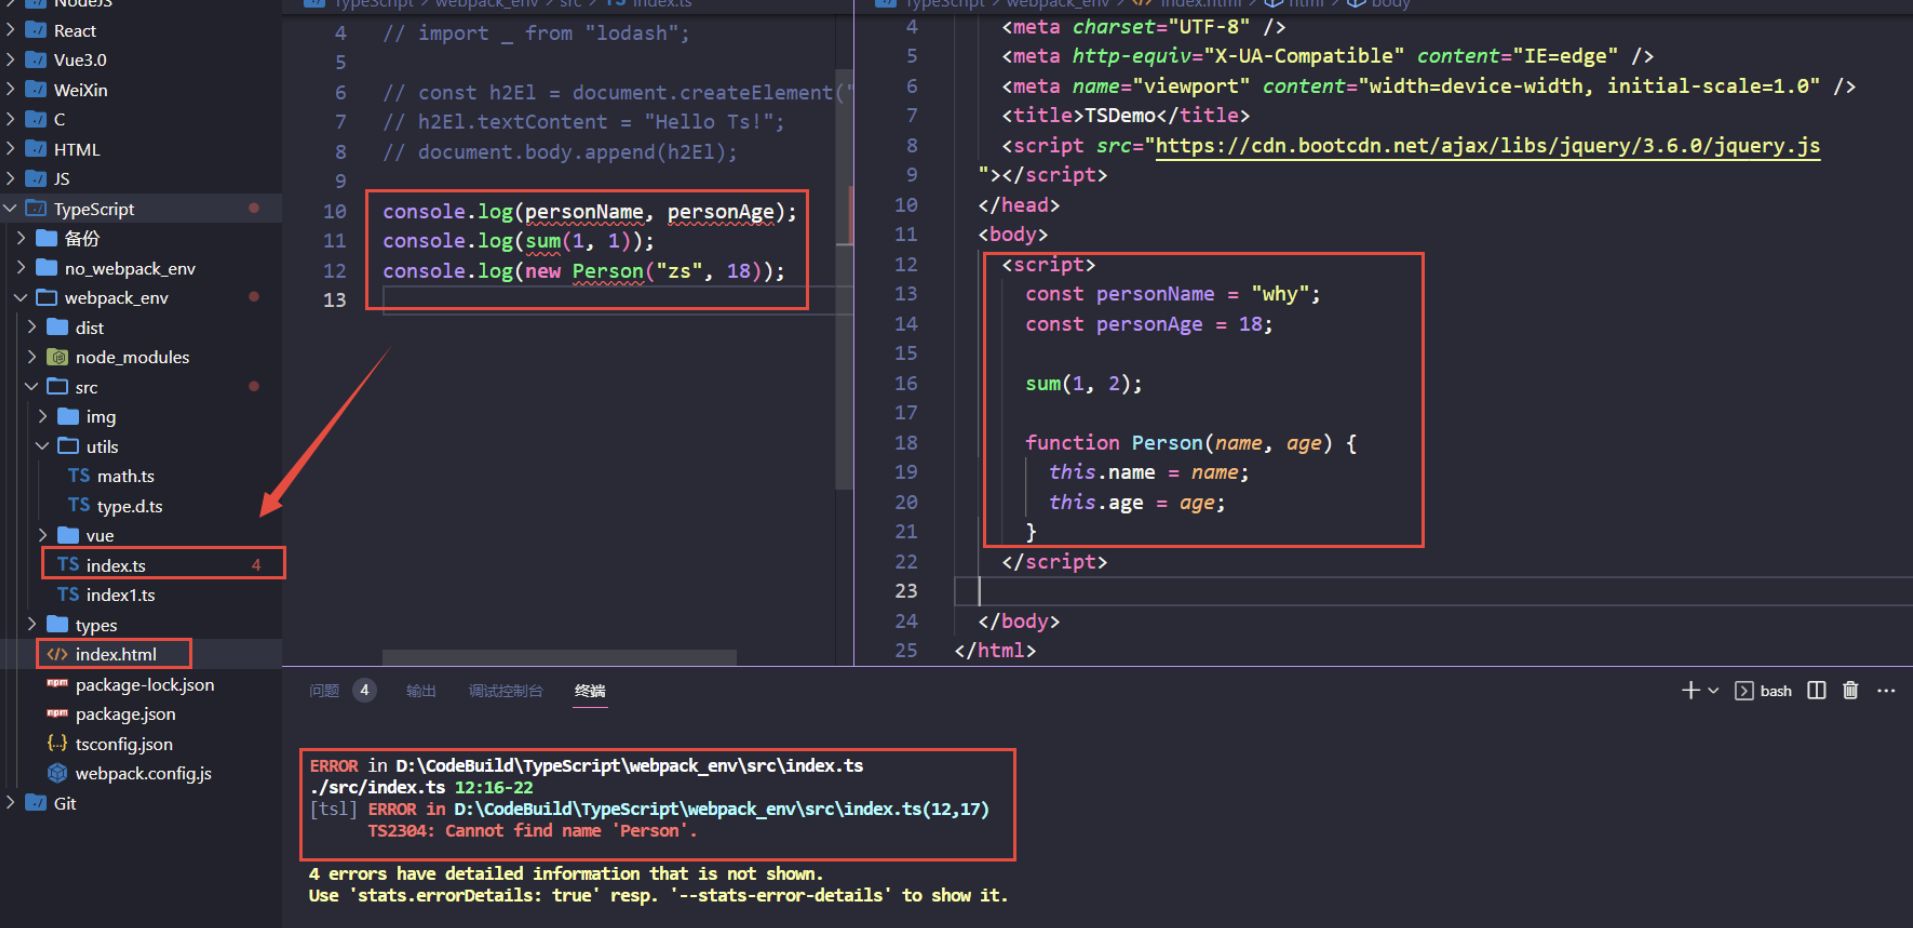 NodeJS
React
Vue3.0
WeiXin
C
HTML
JS
TypeScript
备份
no_webpack_env
webpack_env
dist
node_modules
src
img
utils
TS math.ts
TS type.d.ts
vue
TS index.ts 4
TS index1.ts
types
</> index.html
npm package-lock.json
npm package.json
{..} tsconfig.json
webpack.config.js
Git
TypeScript > webpack_env > src > TS index.ts
4 // import _ from "lodash";
5
6 // const h2El = document.createElement("
7 // h2El.textContent = "Hello Ts!";
8 // document.body.append(h2El);
9
10 console.log(personName, personAge);
11 console.log(sum(1, 1));
12 console.log(new Person("zs", 18));
13
TypeScript > webpack_env > index.html > html > body
4 <meta charset="UTF-8" />
5 <meta http-equiv="X-UA-Compatible" content="IE=edge" />
6 <meta name="viewport" content="width=device-width, initial-scale=1.0" />
7 <title>TSDemo</title>
8 <script src="https://cdn.bootcdn.net/ajax/libs/jquery/3.6.0/jquery.js
9 "></script>
10 </head>
11 <body>
12 <script>
13 const personName = "why";
14 const personAge = 18;
15
16 sum(1, 2);
17
18 function Person(name, age) {
19 this.name = name;
20 this.age = age;
21 }
22 </script>
23
24 </body>
25 </html>
问题 4 输出 调试控制台 终端
bash
ERROR in D:\CodeBuild\TypeScript\webpack_env\src\index.ts
./src/index.ts 12:16-22
[tsl] ERROR in D:\CodeBuild\TypeScript\webpack_env\src\index.ts(12,17)
TS2304: Cannot find name 'Person'.
4 errors have detailed information that is not shown.
Use 'stats.errorDetails: true' resp. '--stats-error-details' to show it.